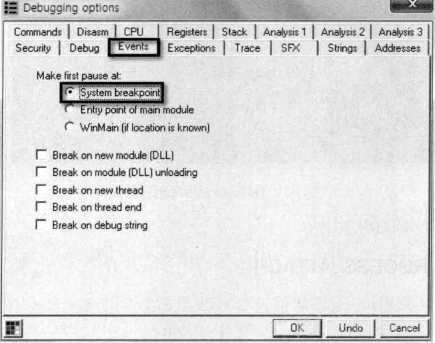 Debugging options
Commands Disasm CPU Registers Stack Analysis 1 Analysis 2 Analysis 3
Security Debug Events Exceptions Trace SFX Strings Addresses
Make first pause at:
System breakpoint
Entry point of main module
WinMain (if location is known)
Break on new module (DLL)
Break on module (DLL) unloading
Break on new thread
Break on thread end
Break on debug string
OK Undo Cancel